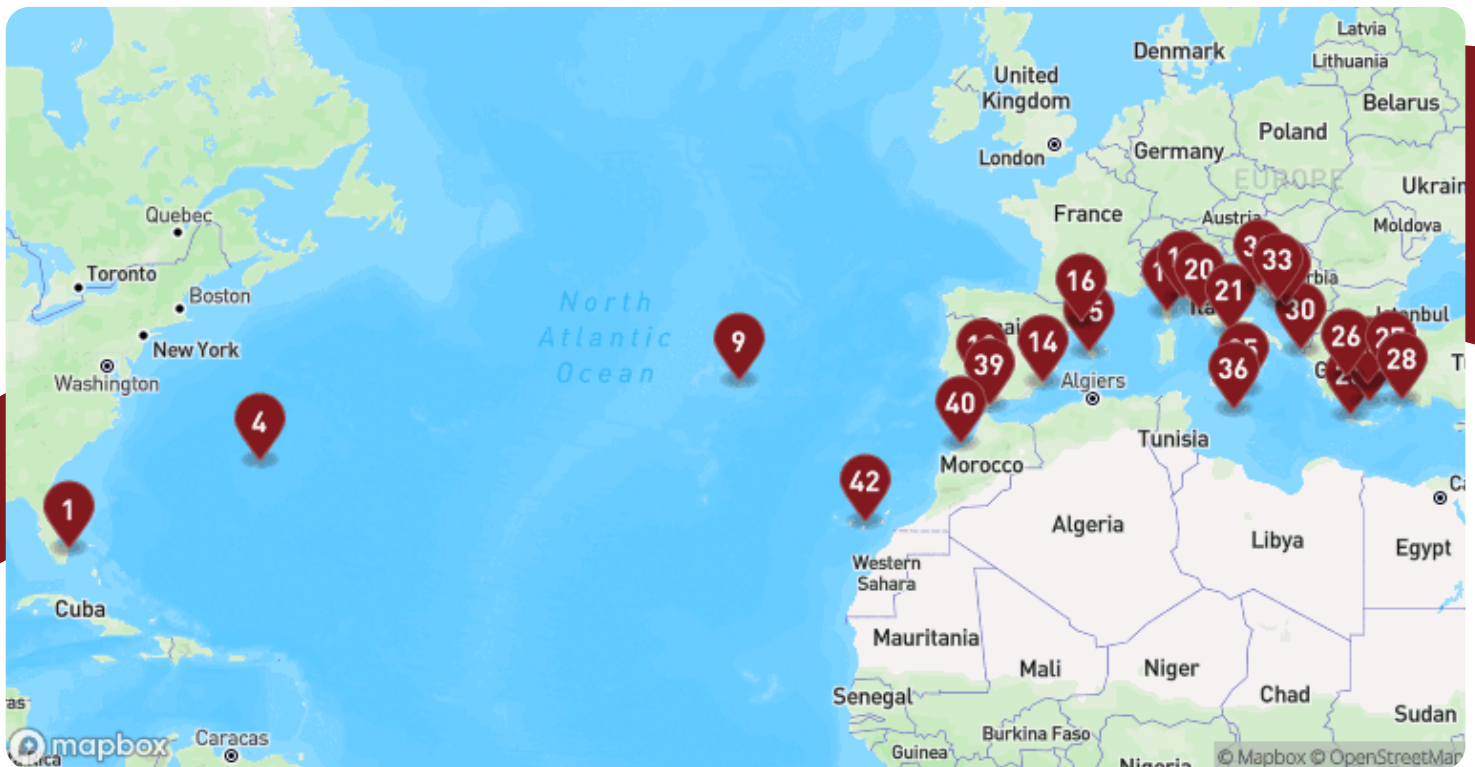 Latvia
Denmark
Lithuania
United
Kingdom
Belarus
Poland
London
Germany
EUROPE
Quebec
France
Austria
Moldova
Toronto
33
20
16
21
Boston
North
Atlantic
Ocean
30
New York
9
14
26
28
39
36
Washington
Algiers
40
4
Tunisia
Morocco
42
1
Algeria
Libya
Egypt
Western
Sahara
Cuba
Mauritania
Mali
Niger
Senegal
Chad
Sudan
Burkina Faso
Caracas
mapbox
Guinea
© Mapbox © OpenStreetMap